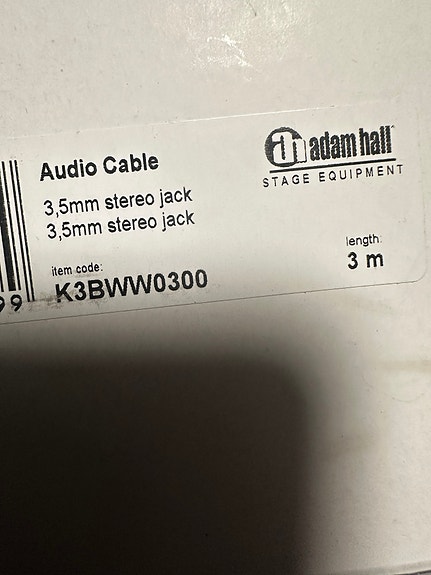 adam hall
STAGE EQUIPMENT
Audio Cable
3,5mm stereo jack
3,5mm stereo jack
length:
3 m
item code:
K3BWW0300
99